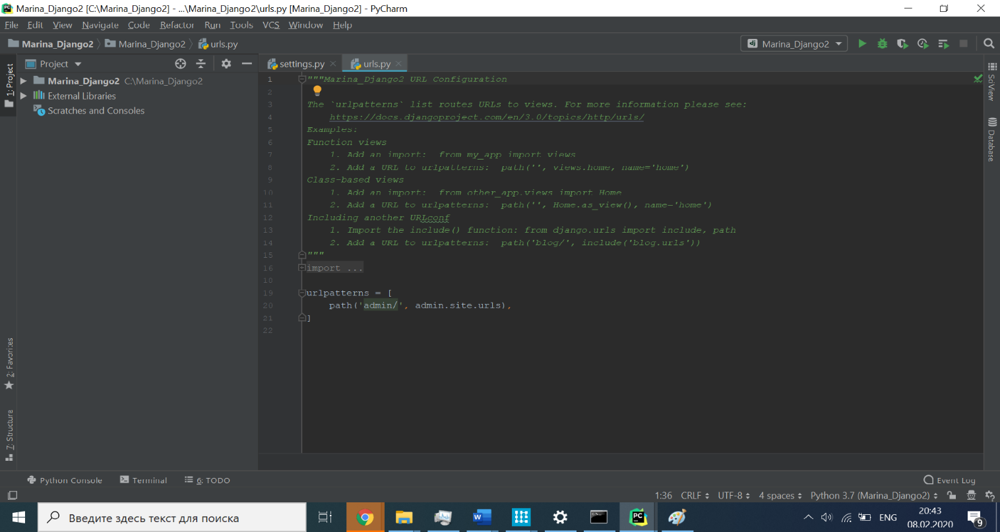 Marina_Django2 [C:\Marina_Django2] - ...\Marina_Django2\urls.py [Marina_Django2] - PyCharm
File Edit View Navigate Code Refactor Run Tools VCS Window Help
Marina_Django2 Marina_Django2 urls.py Marina_Django2
Project
settings.py urls.py
Marina_Django2 C:\Marina_Django2
External Libraries
Scratches and Consoles
1: Project
2: Favorites
7: Structure
1 """Marina_Django2 URL Configuration
2
3 The `urlpatterns` list routes URLs to views. For more information please see:
4 https://docs.djangoproject.com/en/3.0/topics/http/urls/
5 Examples:
6 Function views
7 1. Add an import:  from my_app import views
8 2. Add a URL to urlpatterns:  path('', views.home, name='home')
9 Class-based views
10 1. Add an import:  from other_app.views import Home
11 2. Add a URL to urlpatterns:  path('', Home.as_view(), name='home')
12 Including another URLconf
13 1. Import the include() function: from django.urls import include, path
14 2. Add a URL to urlpatterns:  path('blog/', include('blog.urls'))
15 """
16 import ...
18
19 urlpatterns = [
20 path('admin/', admin.site.urls),
21 ]
22
SciView
Database
Python Console Terminal 6: TODO Event Log
1:36 CRLF UTF-8 4 spaces Python 3.7 (Marina_Django2)
Введите здесь текст для поиска
ENG
20:43
08.02.2020
9